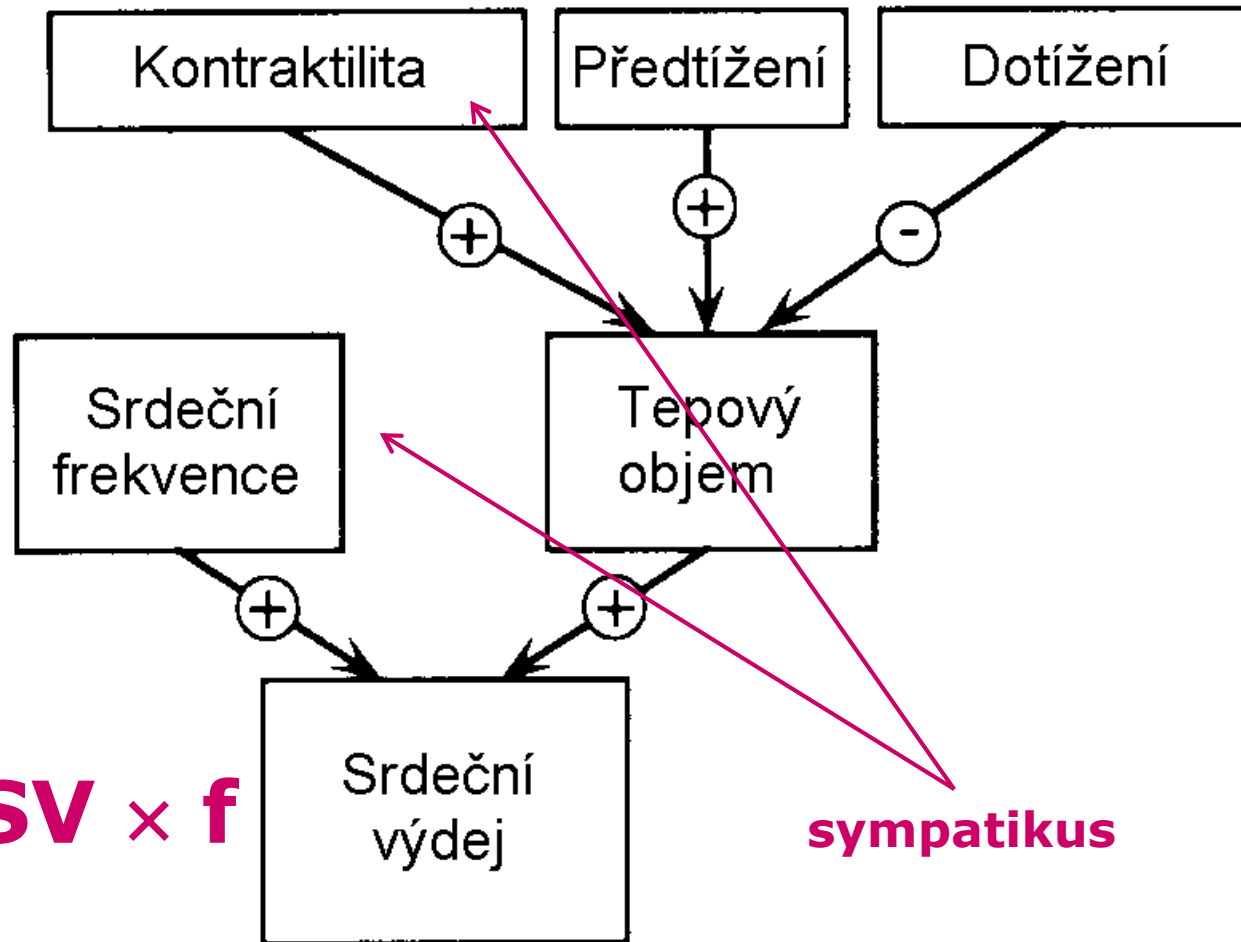 Kontraktilita
Předtížení
Dotížení
+
+
-
Srdeční
frekvence
Tepový
objem
+
+
SV × f
Srdeční
výdej
sympatikus